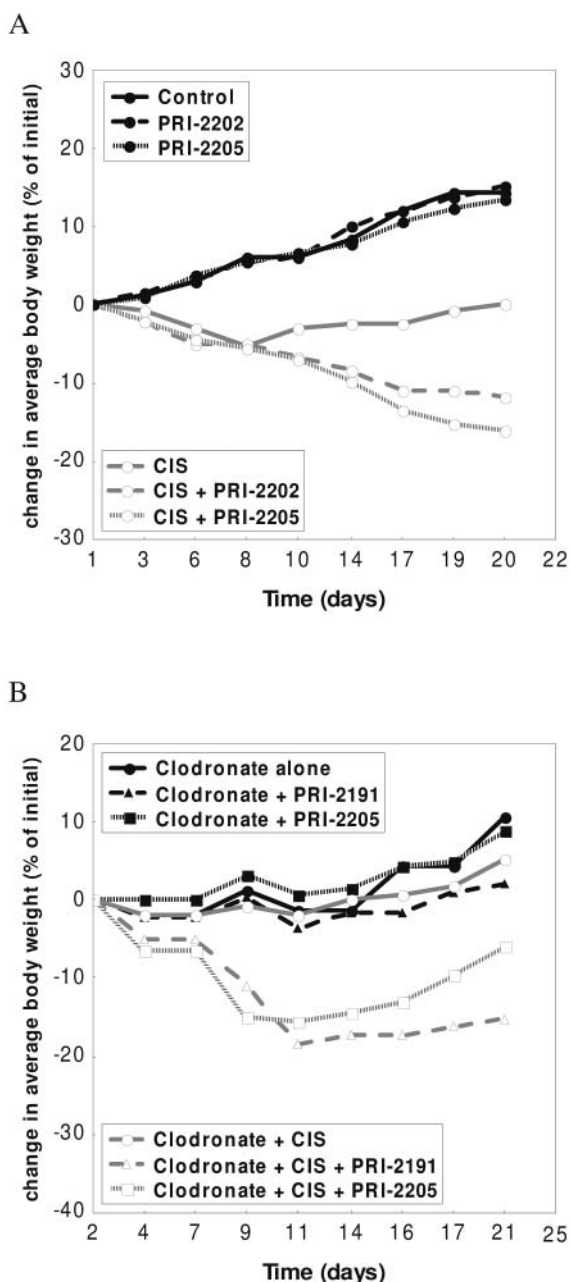 A
30
20
10
0
-10
-20
-30
change in average body weight (% of initial)
Control
PRI-2202
PRI-2205
CIS
CIS + PRI-2202
CIS + PRI-2205
1 3 6 8 10 14 17 19 20 22
Time (days)
B
20
10
0
-10
-20
-30
-40
change in average body weight (% of initial)
Clodronate alone
Clodronate + PRI-2191
Clodronate + PRI-2205
Clodronate + CIS
Clodronate + CIS + PRI-2191
Clodronate + CIS + PRI-2205
2 4 7 9 11 14 16 17 21 25
Time (days)